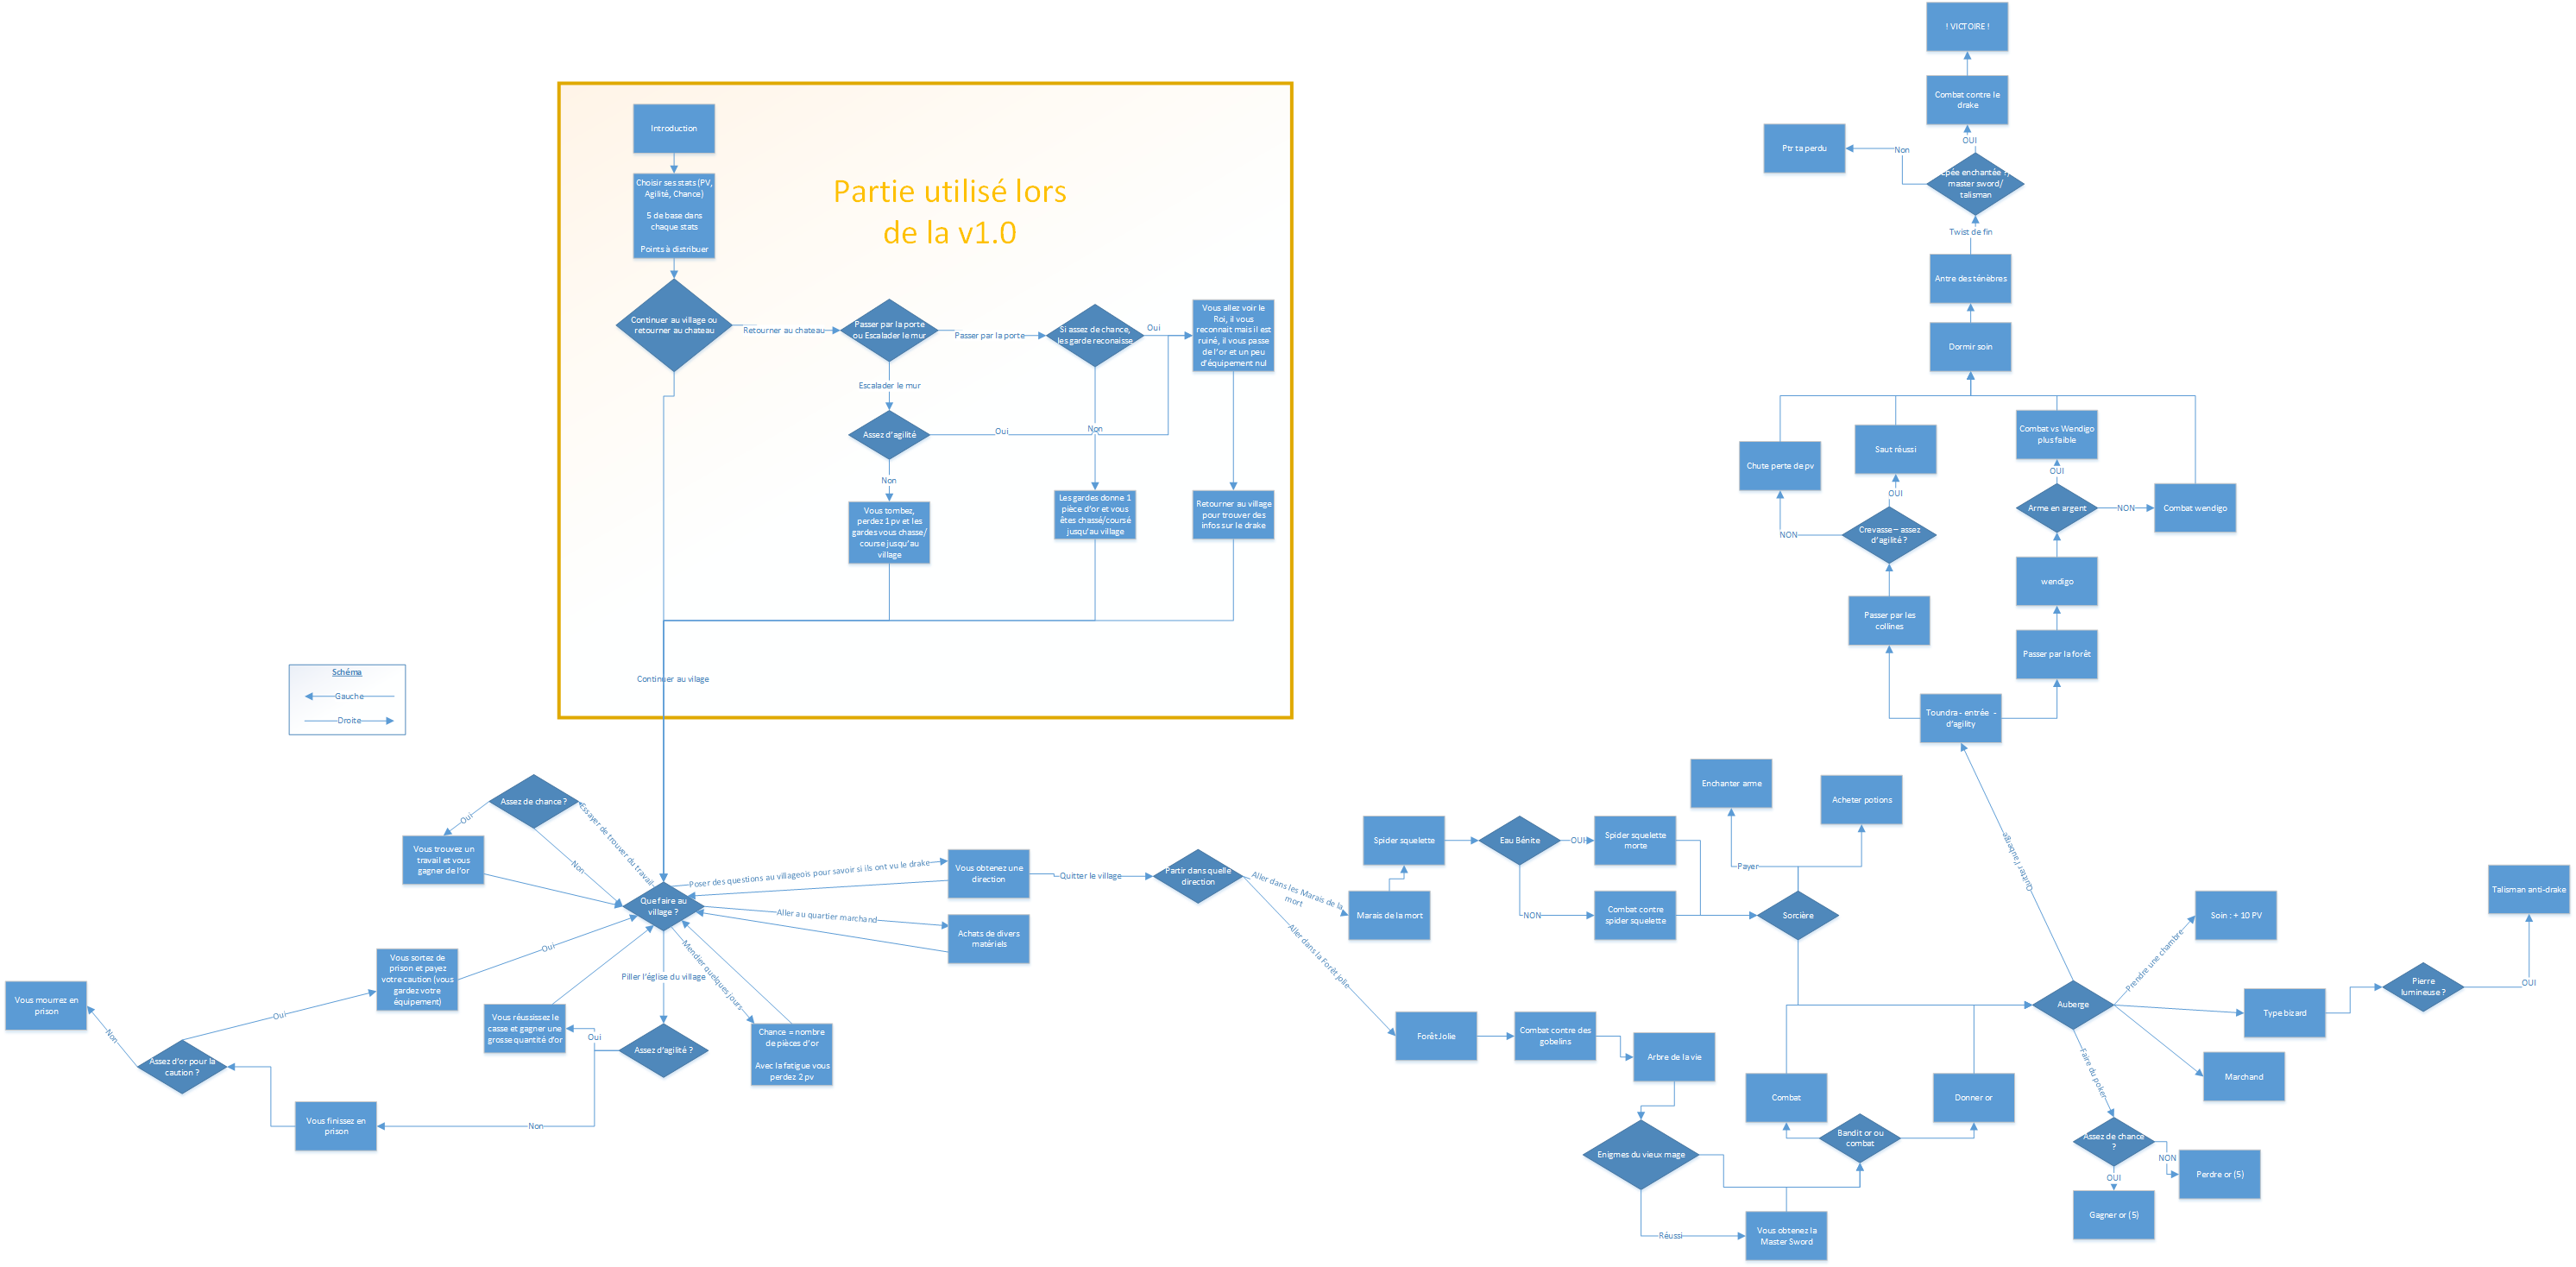 ! VICTOIRE !
Combat contre le
drake
OUI
Ptr ta perdu
Non
Epée enchantée ?/
master sword/
talisman
Twist de fin
Antre des ténèbres
Dormir soin
Introduction
Choisir ses stats (PV,
Agilité, Chance)
5 de base dans
chaque stats
Points à distribuer
Partie utilisé lors
de la v1.0
Continuer au village ou
retourner au chateau
Retourner au chateau
Passer par la porte
ou Escalader le mur
Passer par la porte
Si assez de chance,
les garde reconaisse
Oui
Vous allez voir le
Roi, il vous
reconnait mais il est
ruiné, il vous passe
de l'or et un peu
d'équipement nul
Escalader le mur
Assez d'agilité
Oui
Non
Non
Vous tombez,
perdez 1 pv et les
gardes vous chasse/
course jusqu'au
village
Les gardes donne 1
pièce d'or et vous
êtes chassé/coursé
jusqu'au village
Retourner au village
pour trouver des
infos sur le drake
Continuer au vilage
Chute perte de pv
Saut réussi
OUI
NON
Crevasse – assez
d'agilité ?
Passer par les
collines
Combat vs Wendigo
plus faible
OUI
Arme en argent
NON
Combat wendigo
wendigo
Passer par la forêt
Toundra - entrée -
d'agility
Schéma
Gauche
Droite
Assez de chance ?
Oui
Essayer de trouver du travail
Non
Vous trouvez un
travail et vous
gagner de l'or
Que faire au
village ?
Poser des questions au villageois pour savoir si ils ont vu le drake
Vous obtenez une
direction
Aller au quartier marchand
Achats de divers
matériels
Quitter le village
Partir dans quelle
direction
Aller dans les Marais de la
mort
Aller dans la Forêt jolie
Vous sortez de
prison et payez
votre caution (vous
gardez votre
équipement)
Oui
Vous mourrez en
prison
Non
Oui
Assez d'or pour la
caution ?
Vous réussissez le
casse et gagner une
grosse quantité d'or
Piller l'église du village
Mendier quelques jours
Oui
Assez d'agilité ?
Chance = nombre
de pièces d'or
Avec la fatigue vous
perdez 2 pv
Vous finissez en
prison
Non
Spider squelette
Marais de la mort
Eau Bénite
OUI
Spider squelette
morte
NON
Combat contre
spider squelette
Enchanter arme
Acheter potions
Payer
Sorcière
Forêt Jolie
Combat contre des
gobelins
Arbre de la vie
Enigmes du vieux mage
Réussi
Vous obtenez la
Master Sword
Combat
Bandit or ou
combat
Donner or
Quitter l'auberge
Auberge
Prendre une chambre
Soin : + 10 PV
Type bizard
Pierre
lumineuse ?
OUI
Talisman anti-drake
Marchand
Faire du poker
Assez de chance
?
NON
Perdre or (5)
OUI
Gagner or (5)